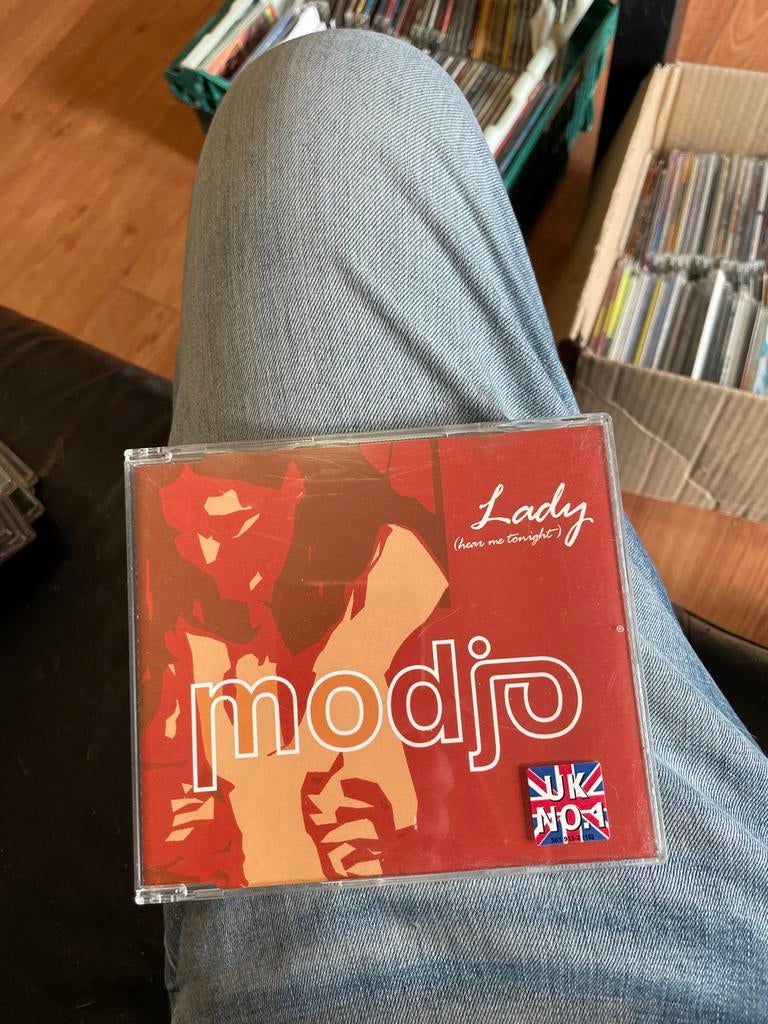 Lady
(hear me tonight)
modjo
UK
NO.1